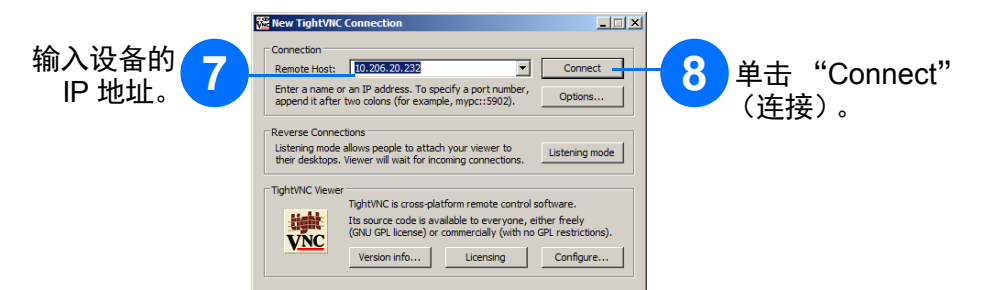 New TightVNC Connection
输入设备的
IP 地址。
7
Connection
Remote Host:
10.206.20.232
Connect
Enter a name or an IP address. To specify a port number,
append it after two colons (for example, mypc::5902).
Options...
8
单击 “Connect”
（连接）。
Reverse Connections
Listening mode allows people to attach your viewer to
their desktops. Viewer will wait for incoming connections.
Listening mode
TightVNC Viewer
tight
VNC
TightVNC is cross-platform remote control software.
Its source code is available to everyone, either freely
(GNU GPL license) or commercially (with no GPL restrictions).
Version info...
Licensing
Configure...